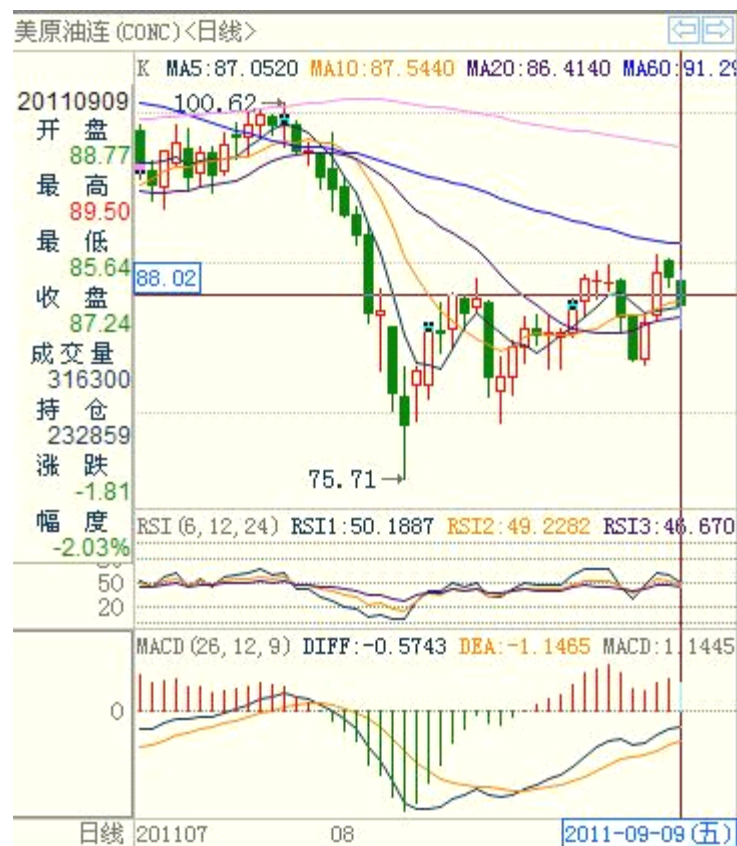 美原油连(CONC)<日线>
K MA5:87.0520 MA10:87.5440 MA20:86.4140 MA60:91.29
20110909
开 盘
88.77
最 高
89.50
最 低
85.64
收 盘
87.24
成交量
316300
持 仓
232859
涨 跌
-1.81
幅 度
-2.03%
100.62
88.02
75.71
RSI(6,12,24) RSI1:50.1887 RSI2:49.2282 RSI3:46.670
50
20
MACD(26,12,9) DIFF:-0.5743 DEA:-1.1465 MACD:1.1445
0
日线 201107 08 2011-09-09(五)